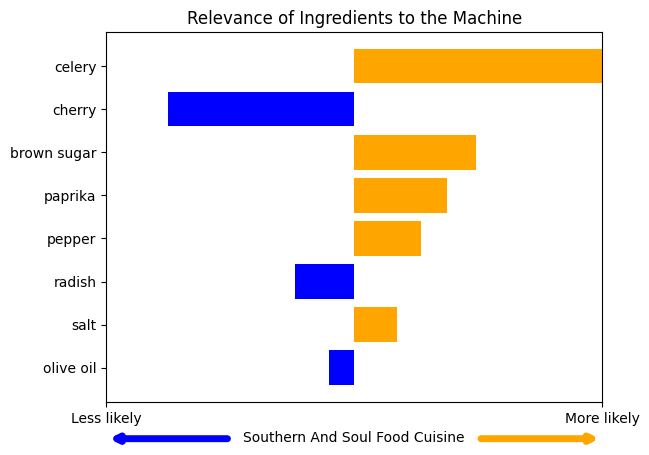 Relevance of Ingredients to the Machine
celery
cherry
brown sugar
paprika
pepper
radish
salt
olive oil
Less likely
More likely
Southern And Soul Food Cuisine